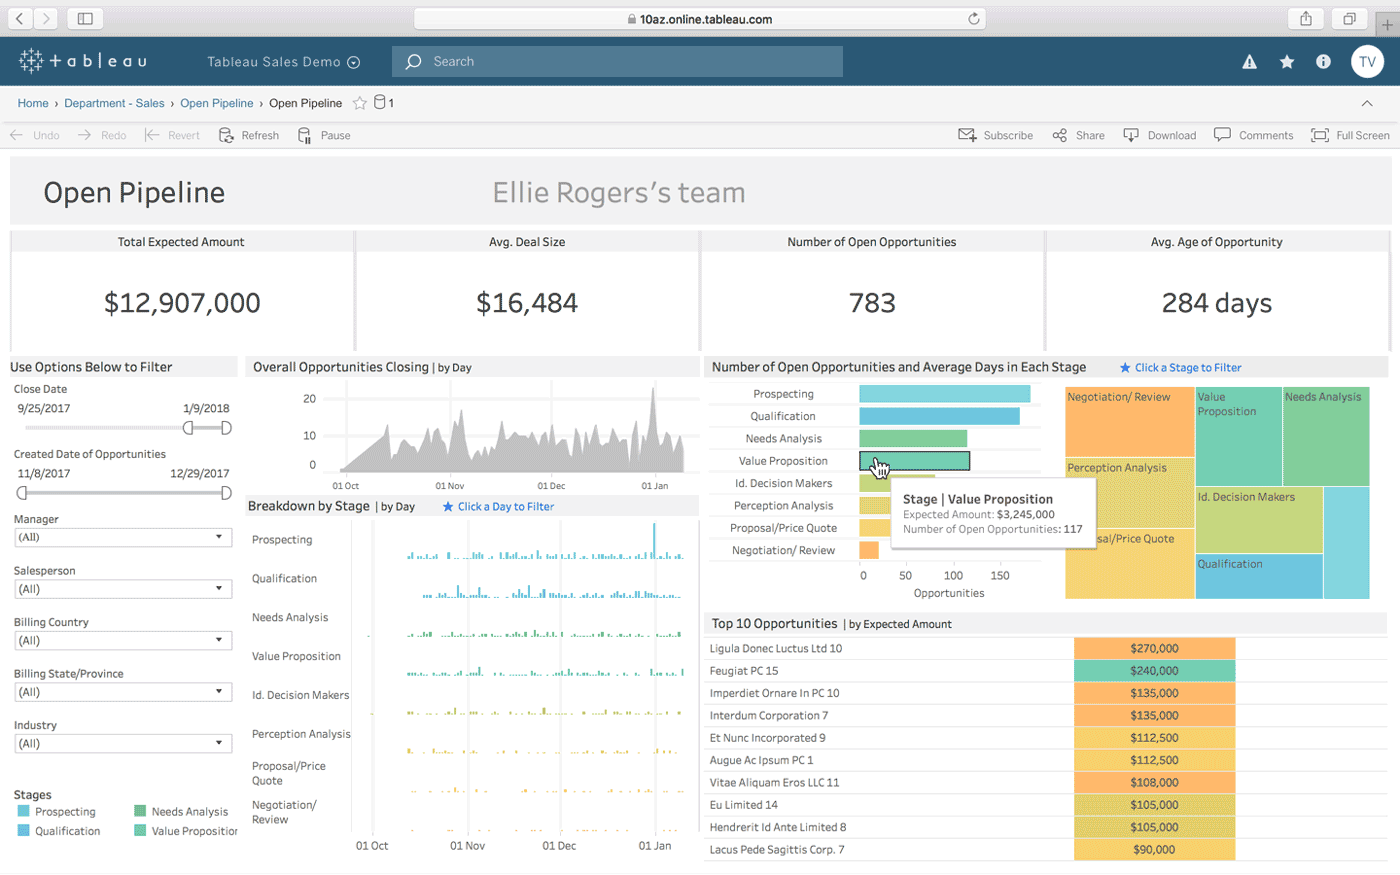 10az.online.tableau.com
+ a b l e a u
Tableau Sales Demo
Search
TV
Home › Department - Sales › Open Pipeline › Open Pipeline 1
Undo Redo Revert Refresh Pause Subscribe Share Download Comments Full Screen
Open Pipeline Ellie Rogers's team
Total Expected Amount Avg. Deal Size Number of Open Opportunities Avg. Age of Opportunity
$12,907,000 $16,484 783 284 days
Use Options Below to Filter
Close Date
9/25/2017 1/9/2018
Created Date of Opportunities
11/8/2017 12/29/2017
Manager
(All)
Salesperson
(All)
Billing Country
(All)
Billing State/Province
(All)
Industry
(All)
Stages
Prospecting Needs Analysis
Qualification Value Proposition
Overall Opportunities Closing | by Day
20
10
0
01 Oct 01 Nov 01 Dec 01 Jan
Breakdown by Stage | by Day ★ Click a Day to Filter
Prospecting
Qualification
Needs Analysis
Value Proposition
Id. Decision Makers
Perception Analysis
Proposal/Price
Quote
Negotiation/
Review
01 Oct 01 Nov 01 Dec 01 Jan
Number of Open Opportunities and Average Days in Each Stage ★ Click a Stage to Filter
Prospecting
Qualification
Needs Analysis
Value Proposition
Id. Decision Makers
Perception Analysis
Proposal/Price Quote
Negotiation/ Review
0 50 100 150
Opportunities
Stage | Value Proposition
Expected Amount: $3,245,000
Number of Open Opportunities: 117
Negotiation/ Review
Perception Analysis
sal/Price Quote
Value
Proposition
Needs Analysis
Id. Decision Makers
Qualification
Top 10 Opportunities | by Expected Amount
Ligula Donec Luctus Ltd 10 $270,000
Feugiat PC 15 $240,000
Imperdiet Ornare In PC 10 $135,000
Interdum Corporation 7 $135,000
Et Nunc Incorporated 9 $112,500
Augue Ac Ipsum PC 1 $112,500
Vitae Aliquam Eros LLC 11 $108,000
Eu Limited 14 $105,000
Hendrerit Id Ante Limited 8 $105,000
Lacus Pede Sagittis Corp. 7 $90,000